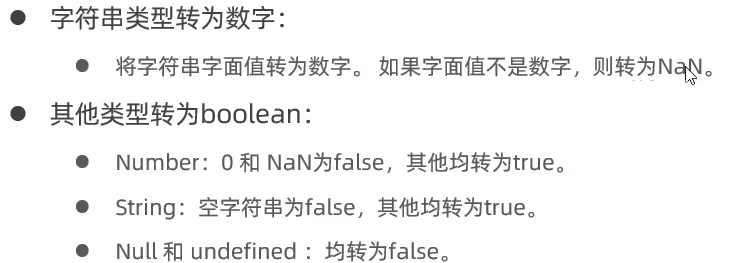 字符串类型转为数字：
将字符串字面值转为数字。 如果字面值不是数字，则转为NaN。
其他类型转为boolean：
Number：0 和 NaN为false，其他均转为true。
String：空字符串为false，其他均转为true。
Null 和 undefined ：均转为false。